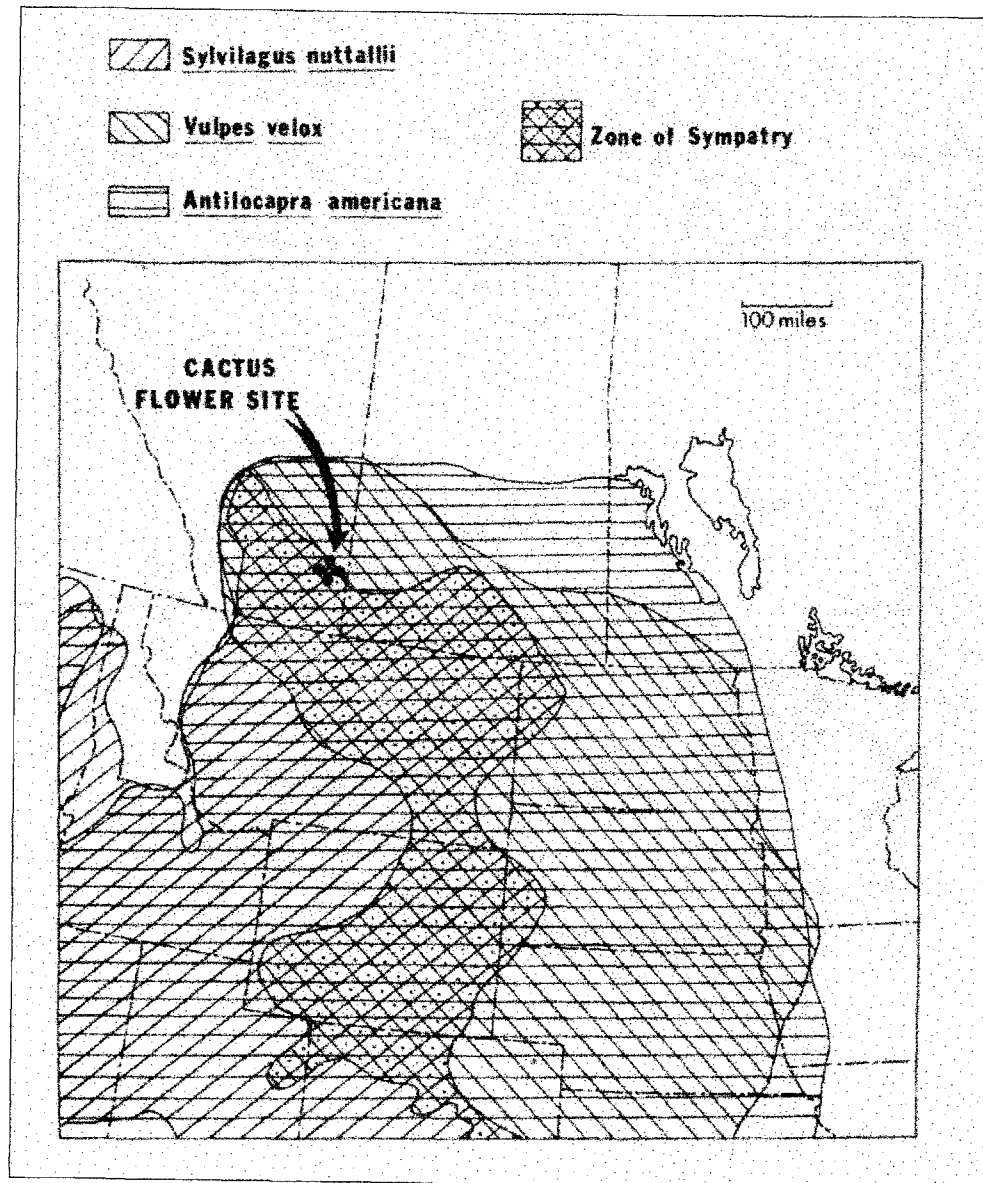 Sylvilagus nuttallii
Vulpes velox
Zone of Sympatry
Antilocapra americana
100 miles
CACTUS
FLOWER SITE